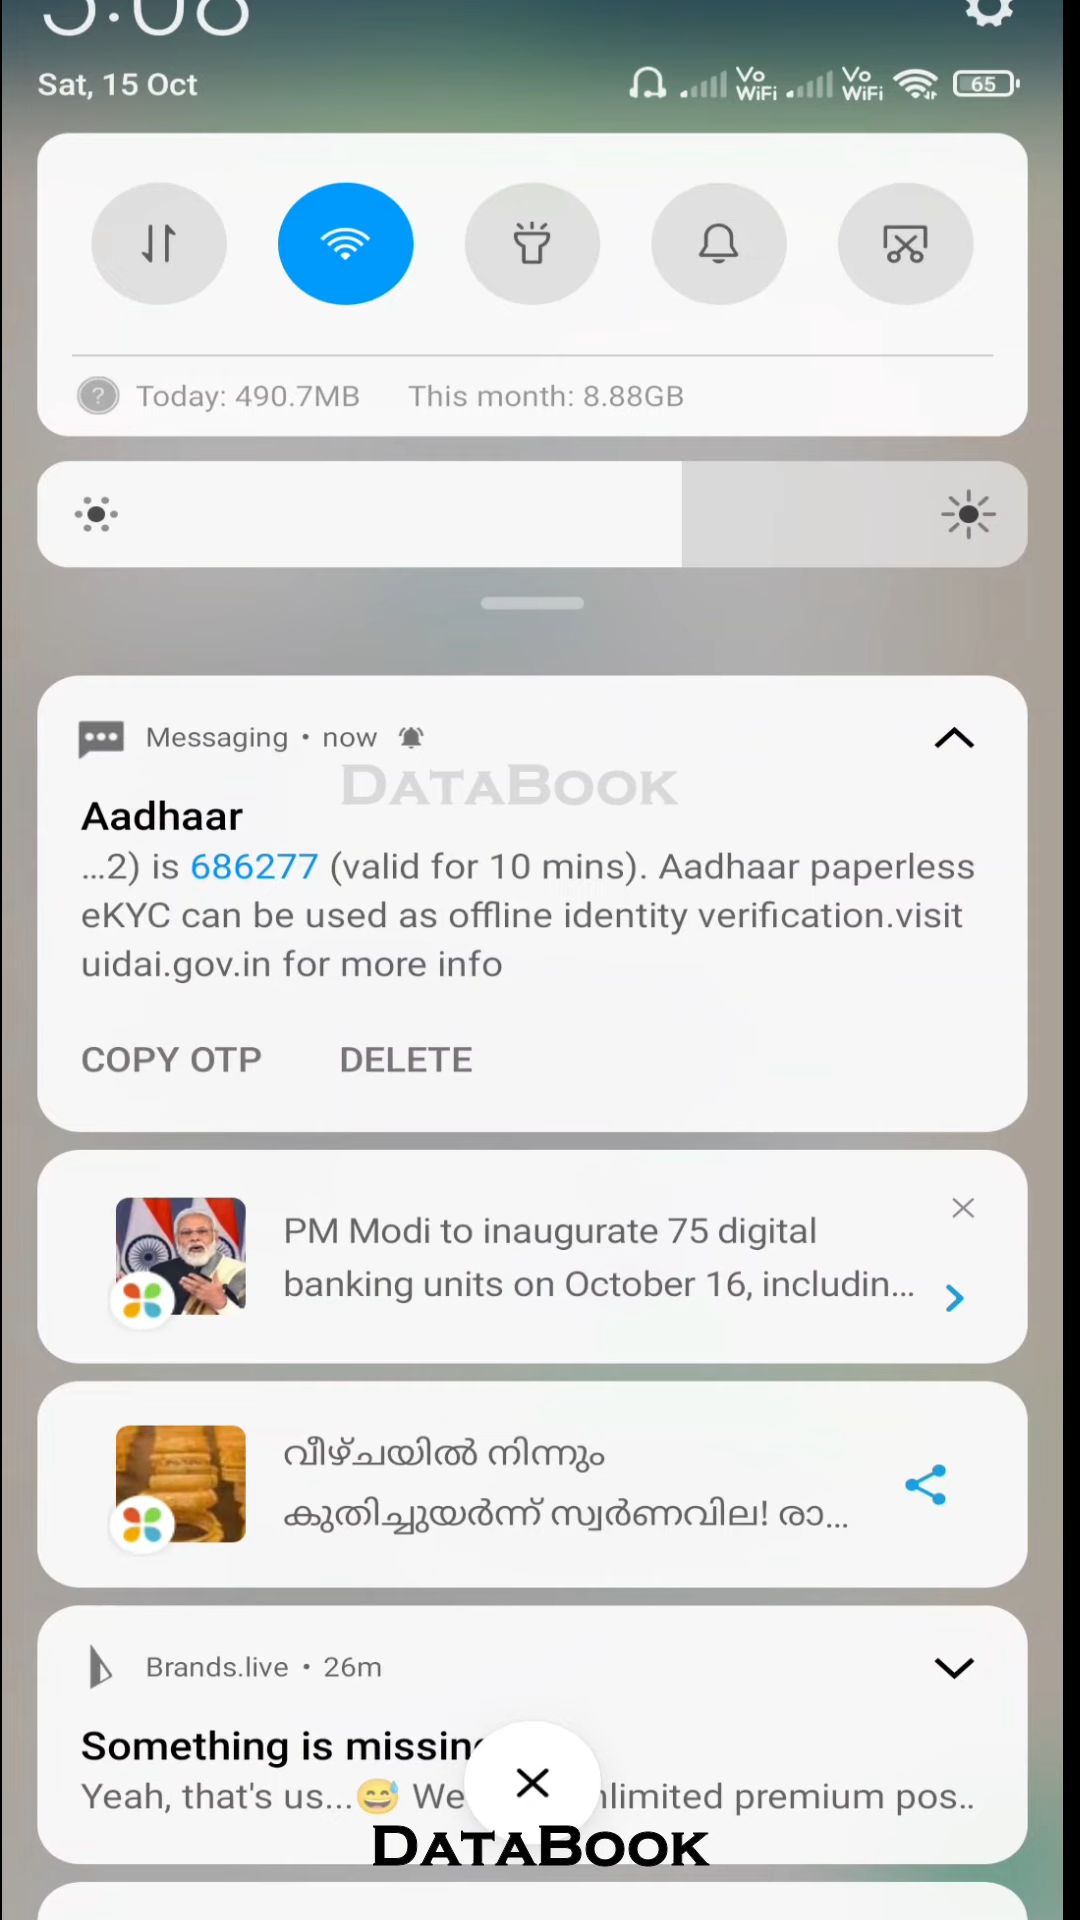 Sat, 15 Oct
Vo WiFi Vo WiFi 65
Today: 490.7MB This month: 8.88GB
Messaging • now
DATABOOK
Aadhaar
...2) is 686277 (valid for 10 mins). Aadhaar paperless
eKYC can be used as offline identity verification.visit
uidai.gov.in for more info
COPY OTP DELETE
PM Modi to inaugurate 75 digital
banking units on October 16, includin...
വീഴ്ചയിൽ നിന്നും
കുതിച്ചുയർന്ന് സ്വർണവില! രാ...
Brands.live • 26m
Something is missing
Yeah, that's us...😅 We nlimited premium pos..
DATABOOK